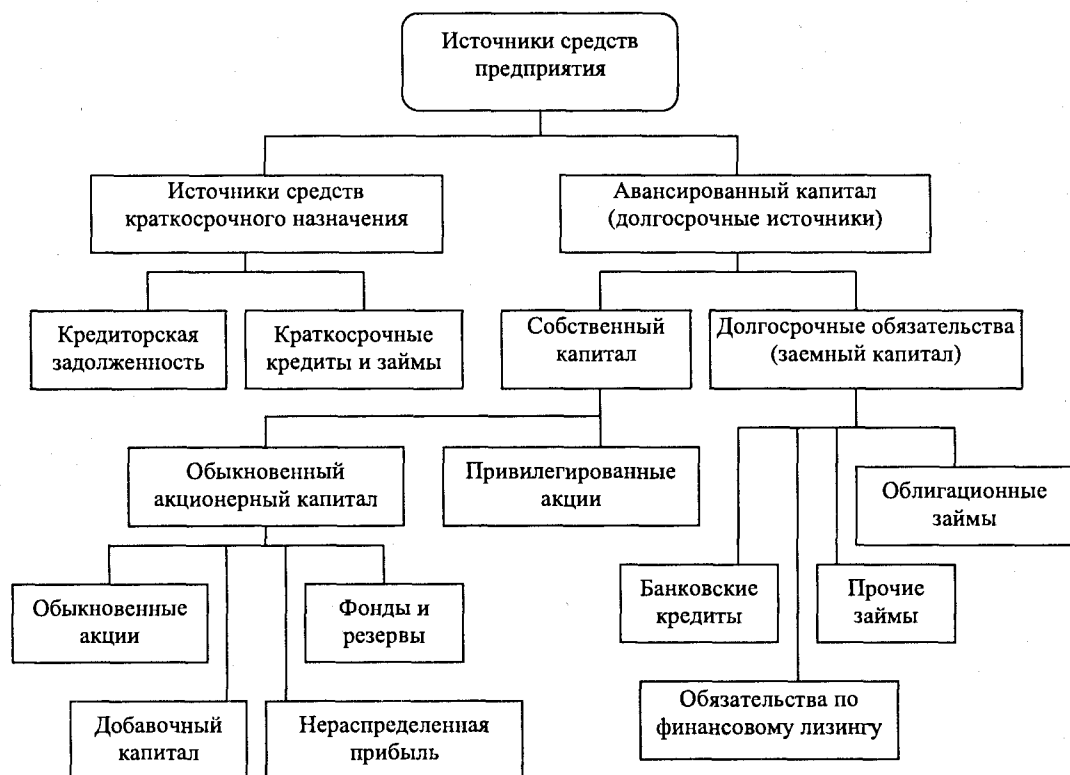 Источники средств
предприятия
Источники средств
краткосрочного назначения
Авансированный капитал
(долгосрочные источники)
Кредиторская
задолженность
Краткосрочные
кредиты и займы
Собственный
капитал
Долгосрочные обязательства
(заемный капитал)
Обыкновенный
акционерный капитал
Привилегированные
акции
Облигационные
займы
Обыкновенные
акции
Фонды и
резервы
Банковские
кредиты
Прочие
займы
Добавочный
капитал
Нераспределенная
прибыль
Обязательства по
финансовому лизингу